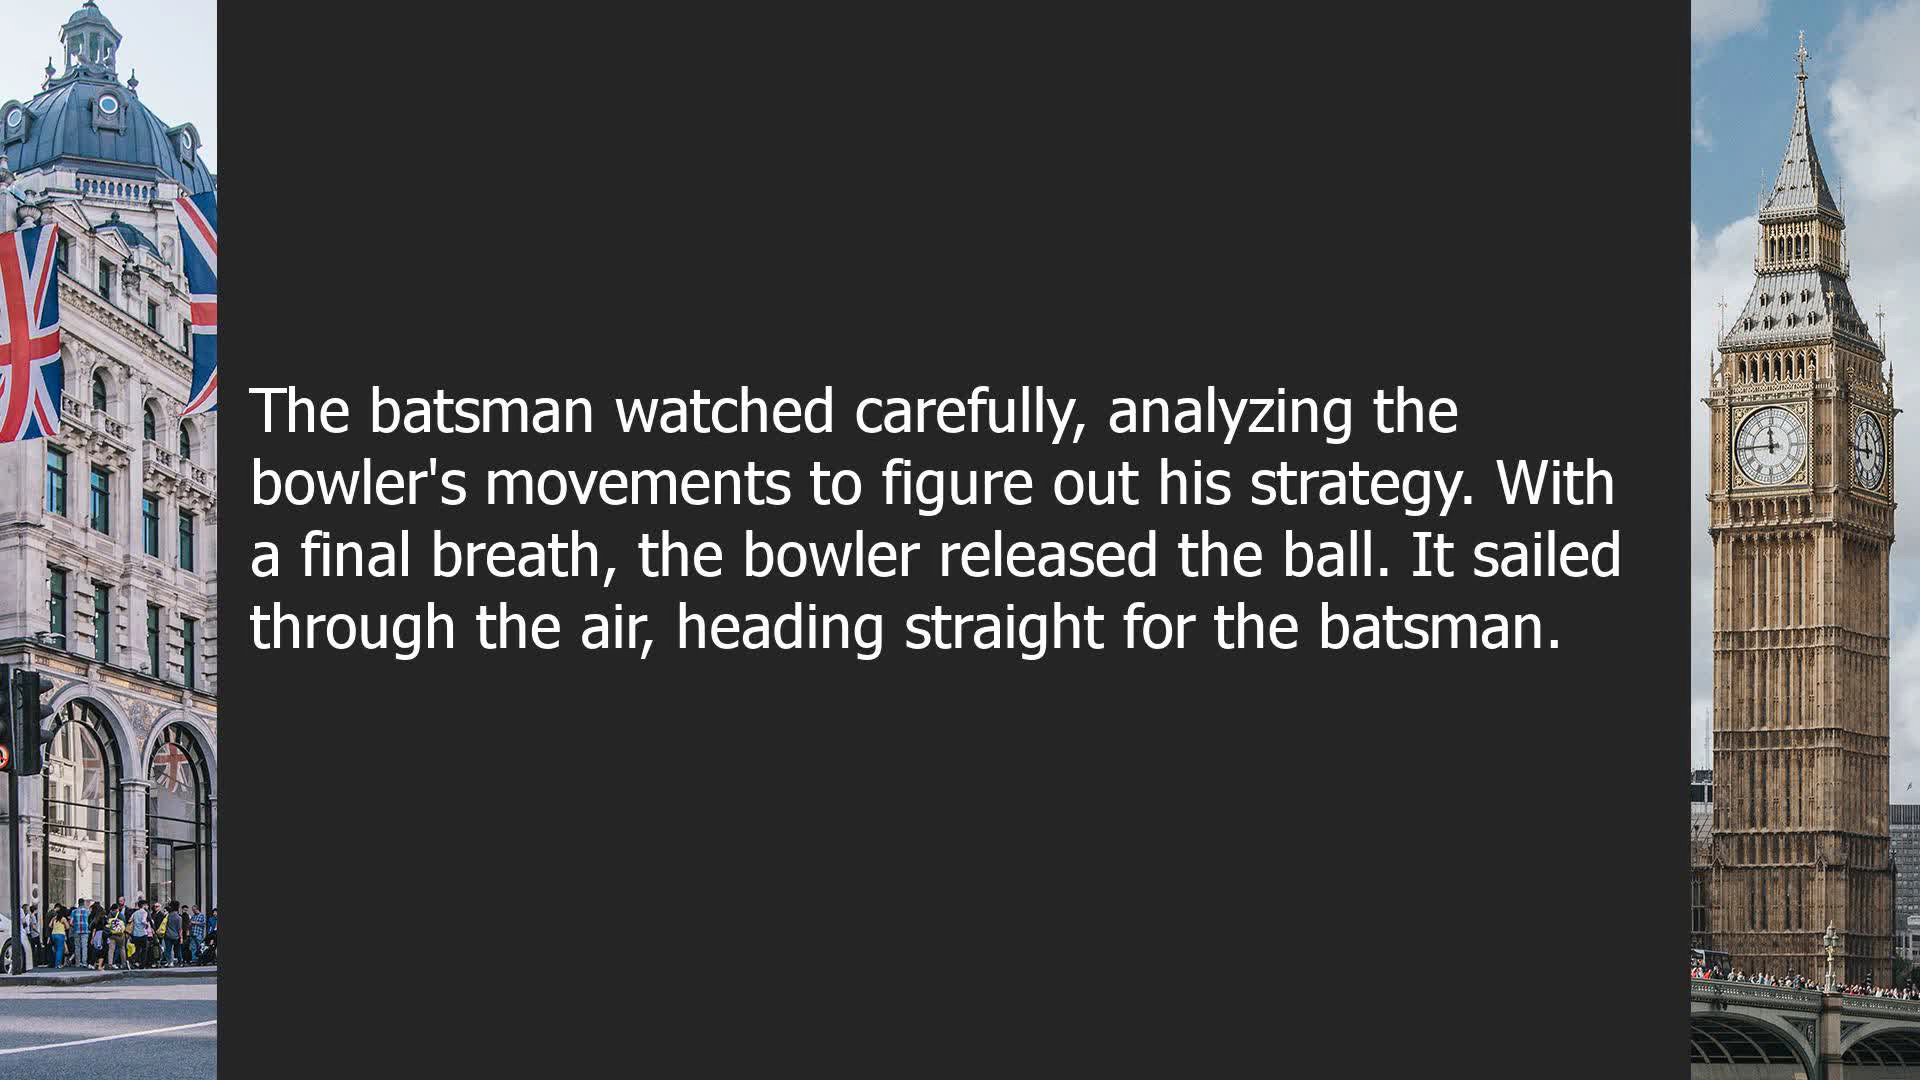 The batsman watched carefully, analyzing the
bowler's movements to figure out his strategy. With
a final breath, the bowler released the ball. It sailed
through the air, heading straight for the batsman.